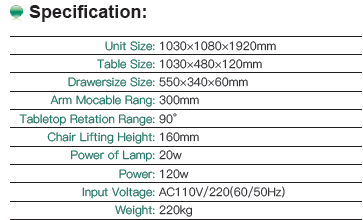 Specification:
Unit Size: 1030×1080×1920mm
Table Size: 1030×480×120mm
Drawersize Size: 550×340×60mm
Arm Mocable Rang: 300mm
Tabletop Retation Range: 90°
Chair Lifting Height: 160mm
Power of Lamp: 20w
Power: 120w
Input Voltage: AC110V/220(60/50Hz)
Weight: 220kg